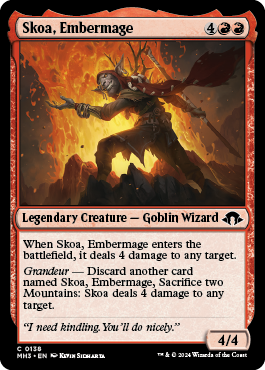 Skoa, Embermage 4
Legendary Creature — Goblin Wizard
When Skoa, Embermage enters the
battlefield, it deals 4 damage to any target.
Grandeur — Discard another card
named Skoa, Embermage, Sacrifice two
Mountains: Skoa deals 4 damage to any
target.
"I need kindling. You'll do nicely."
4/4
C 0138
MH3 • EN Kevin Sidharta
™ & © 2024 Wizards of the Coast